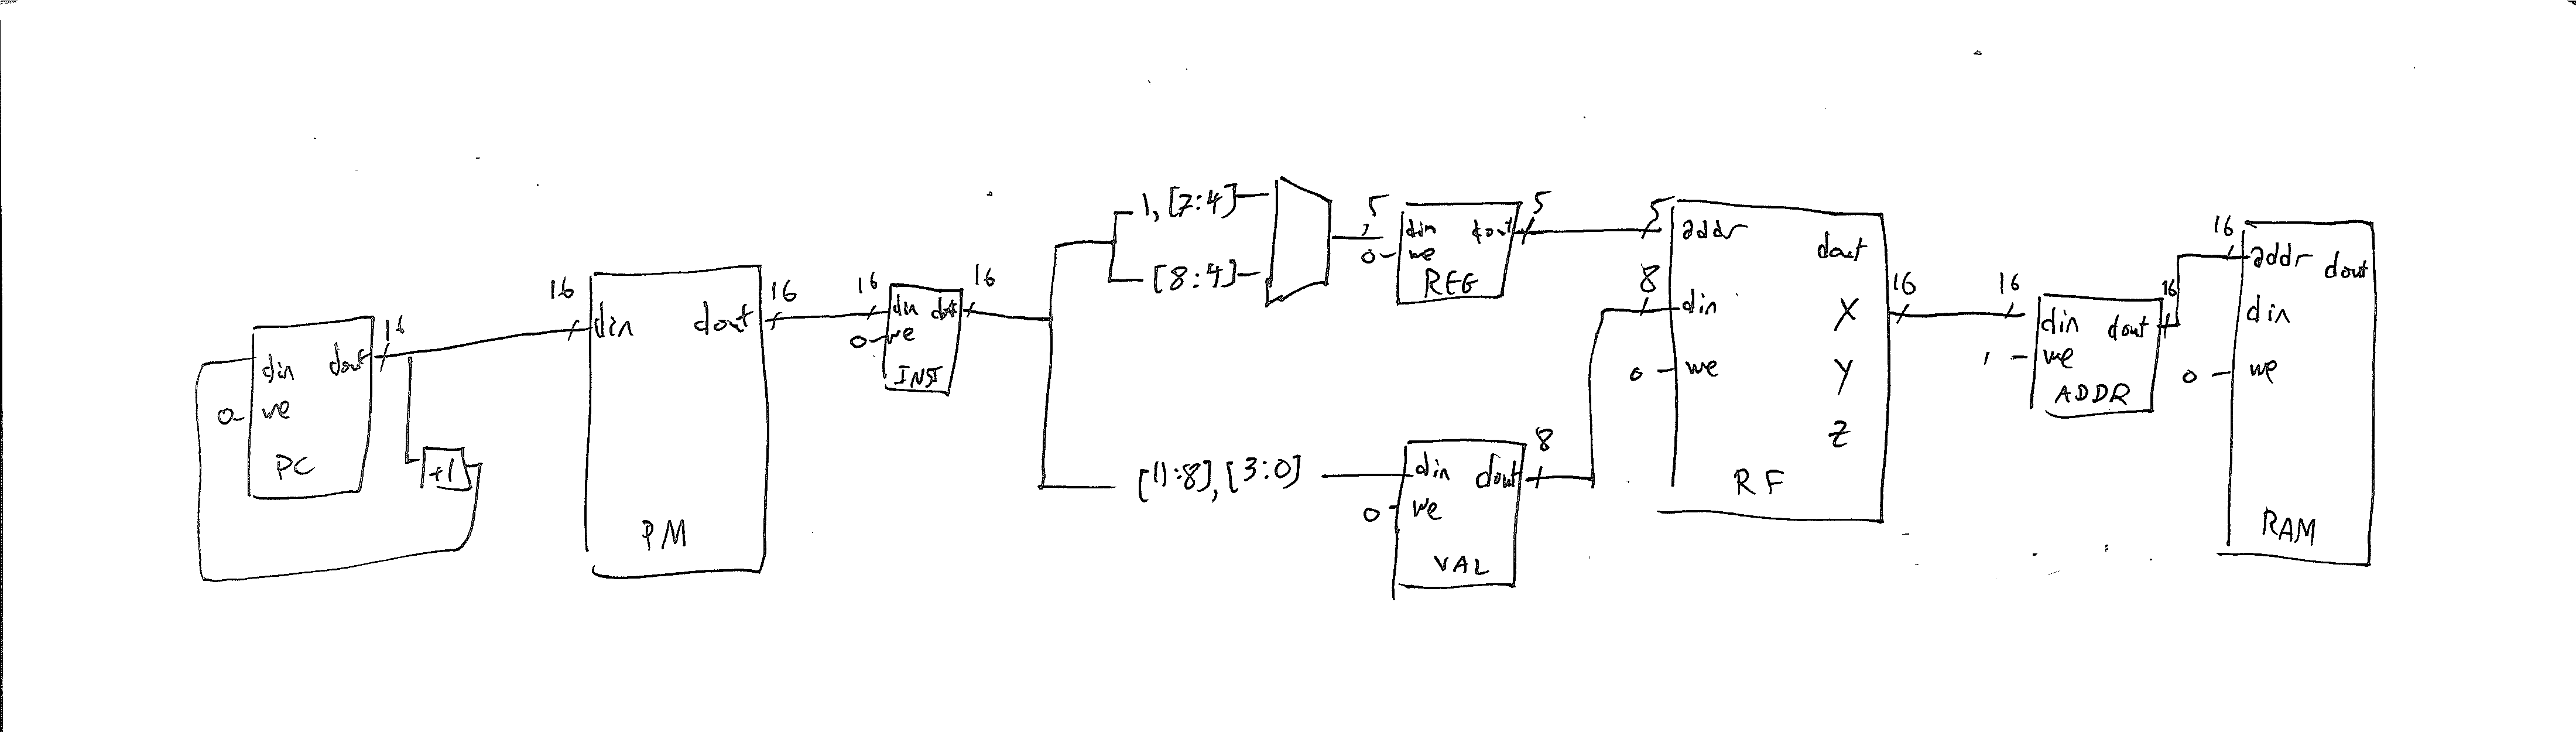 16
din dout
0 we
PC
+1
16 16
din dout
PM
16 16
din dout
0 we
INST
1, [7:4]
[8:4]
[11:8], [3:0]
5 5
din dout
0 we
REG
8
din dout
0 we
VAL
5
addr dout
8
din X
0 we Y
Z
RF
16 16 16
din dout
1 we
ADDR
16
addr dout
din
0 we
RAM